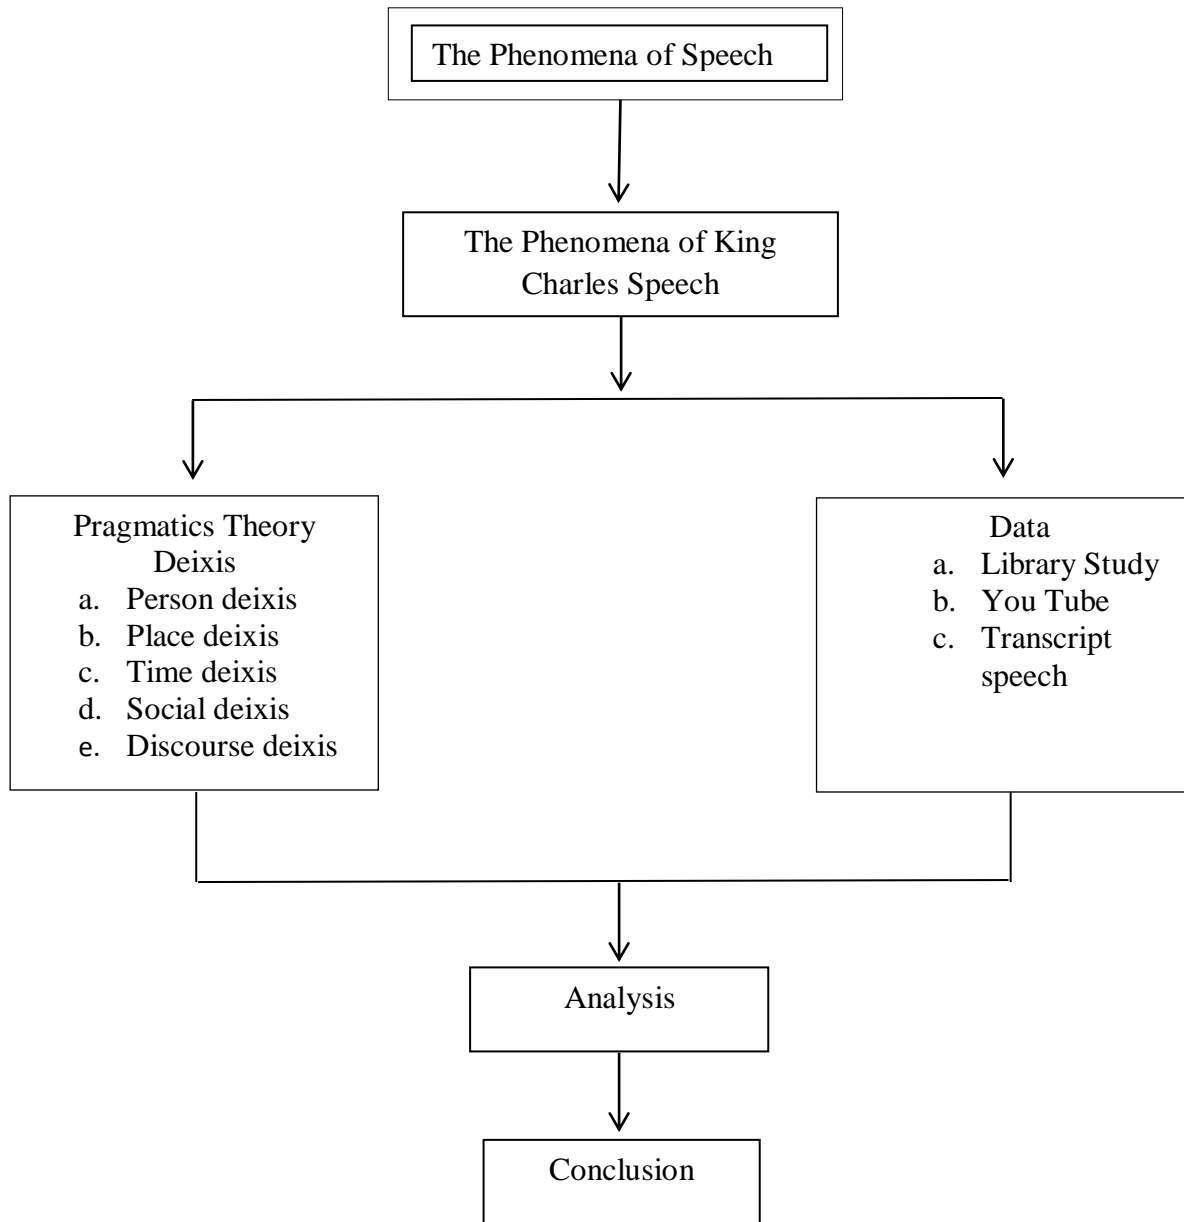 The Phenomena of Speech
The Phenomena of King
Charles Speech
Pragmatics Theory
Deixis
a. Person deixis
b. Place deixis
c. Time deixis
d. Social deixis
e. Discourse deixis
Data
a. Library Study
b. You Tube
c. Transcript
speech
Analysis
Conclusion